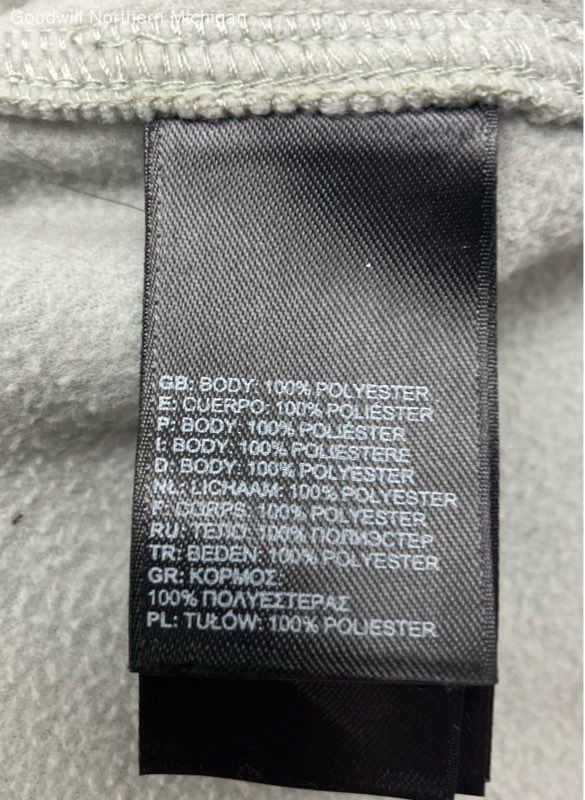 Goodwill Northern Michigan
GB: BODY: 100% POLYESTER
E: CUERPO: 100% POLIÉSTER
P: BODY: 100% POLIÉSTER
I: BODY: 100% POLIESTERE
D: BODY: 100% POLYESTER
NL: LICHAAM: 100% POLYESTER
F: CORPS: 100% POLYESTER
RU: ТЕЛО: 100% ПОЛИЭСТЕР
TR: BEDEN: 100% POLYESTER
GR: ΚΟΡΜΟΣ:
100% ΠΟΛΥΕΣΤΕΡΑΣ
PL: TUŁÓW: 100% POLIESTER